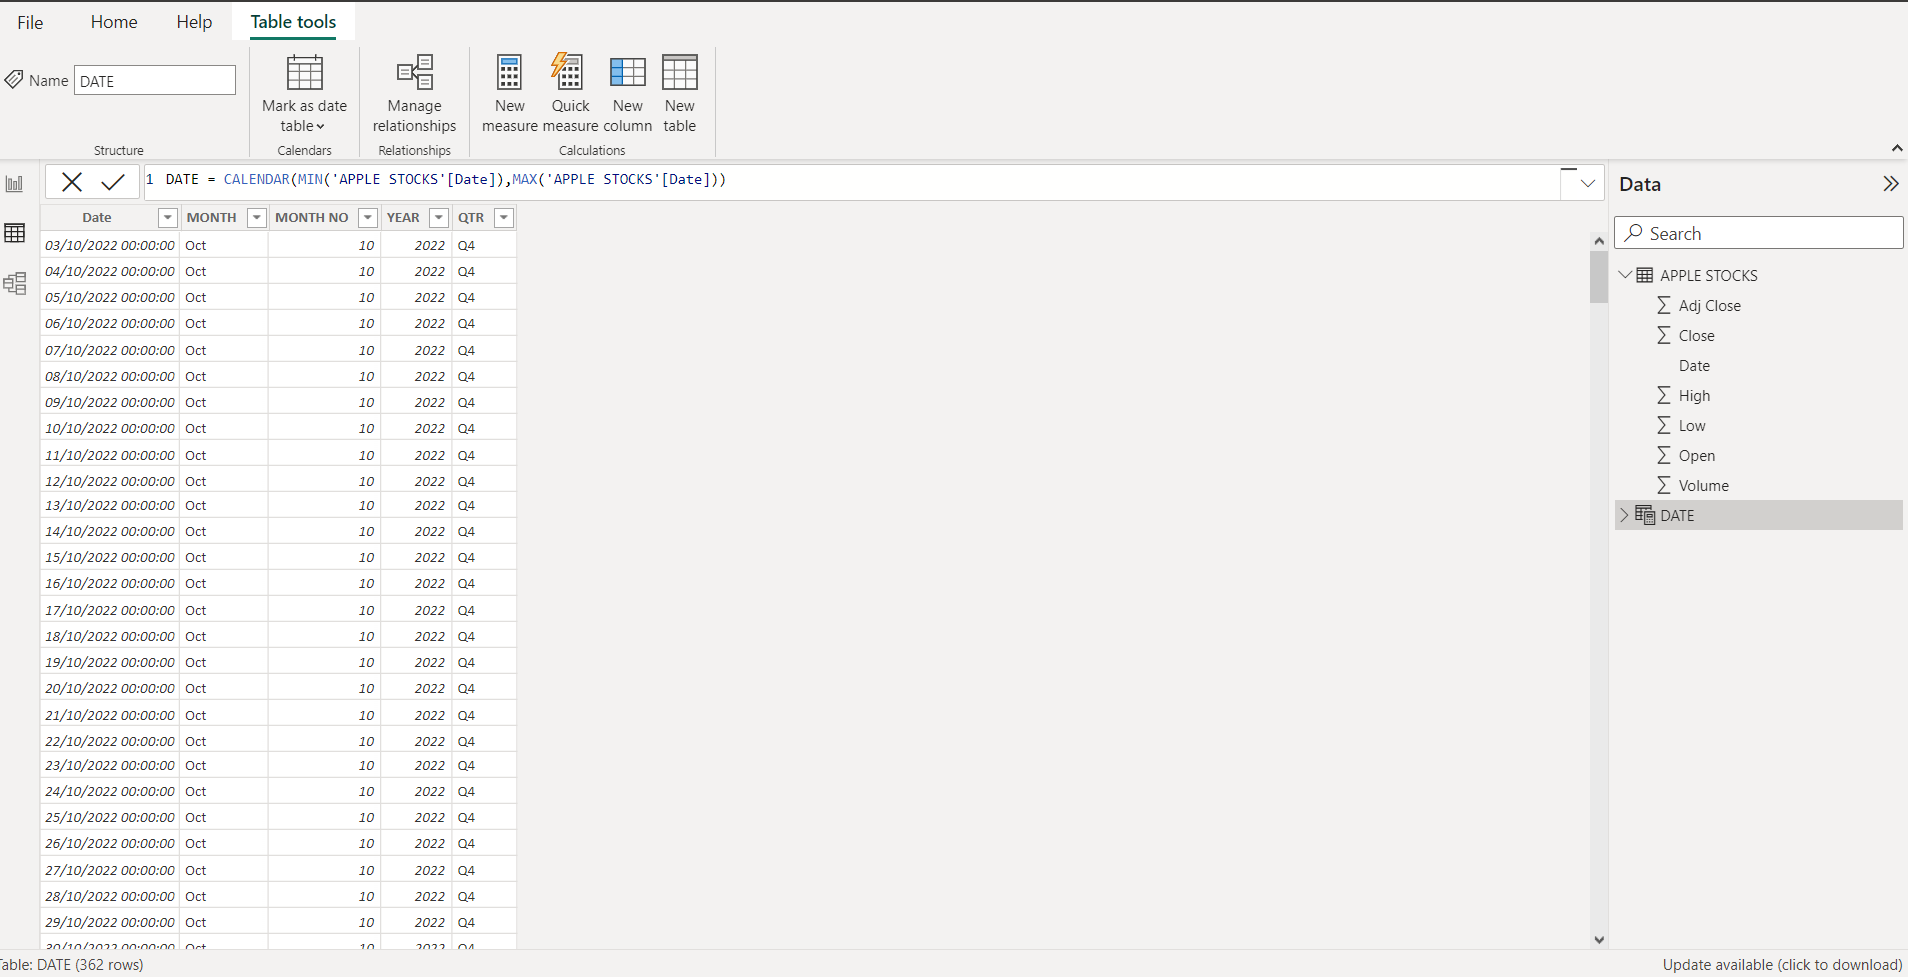 File Home Help Table tools
Name DATE
Mark as date table
Manage relationships
New measure
Quick measure
New column
New table
Structure Calendars Relationships Calculations
1 DATE = CALENDAR(MIN('APPLE STOCKS'[Date]),MAX('APPLE STOCKS'[Date]))
Date MONTH MONTH NO YEAR QTR
03/10/2022 00:00:00 Oct 10 2022 Q4
04/10/2022 00:00:00 Oct 10 2022 Q4
05/10/2022 00:00:00 Oct 10 2022 Q4
06/10/2022 00:00:00 Oct 10 2022 Q4
07/10/2022 00:00:00 Oct 10 2022 Q4
08/10/2022 00:00:00 Oct 10 2022 Q4
09/10/2022 00:00:00 Oct 10 2022 Q4
10/10/2022 00:00:00 Oct 10 2022 Q4
11/10/2022 00:00:00 Oct 10 2022 Q4
12/10/2022 00:00:00 Oct 10 2022 Q4
13/10/2022 00:00:00 Oct 10 2022 Q4
14/10/2022 00:00:00 Oct 10 2022 Q4
15/10/2022 00:00:00 Oct 10 2022 Q4
16/10/2022 00:00:00 Oct 10 2022 Q4
17/10/2022 00:00:00 Oct 10 2022 Q4
18/10/2022 00:00:00 Oct 10 2022 Q4
19/10/2022 00:00:00 Oct 10 2022 Q4
20/10/2022 00:00:00 Oct 10 2022 Q4
21/10/2022 00:00:00 Oct 10 2022 Q4
22/10/2022 00:00:00 Oct 10 2022 Q4
23/10/2022 00:00:00 Oct 10 2022 Q4
24/10/2022 00:00:00 Oct 10 2022 Q4
25/10/2022 00:00:00 Oct 10 2022 Q4
26/10/2022 00:00:00 Oct 10 2022 Q4
27/10/2022 00:00:00 Oct 10 2022 Q4
28/10/2022 00:00:00 Oct 10 2022 Q4
29/10/2022 00:00:00 Oct 10 2022 Q4
30/10/2022 00:00:00 Oct 10 2022 Q4
Data
Search
APPLE STOCKS
Adj Close
Close
Date
High
Low
Open
Volume
DATE
able: DATE (362 rows)
Update available (click to download)